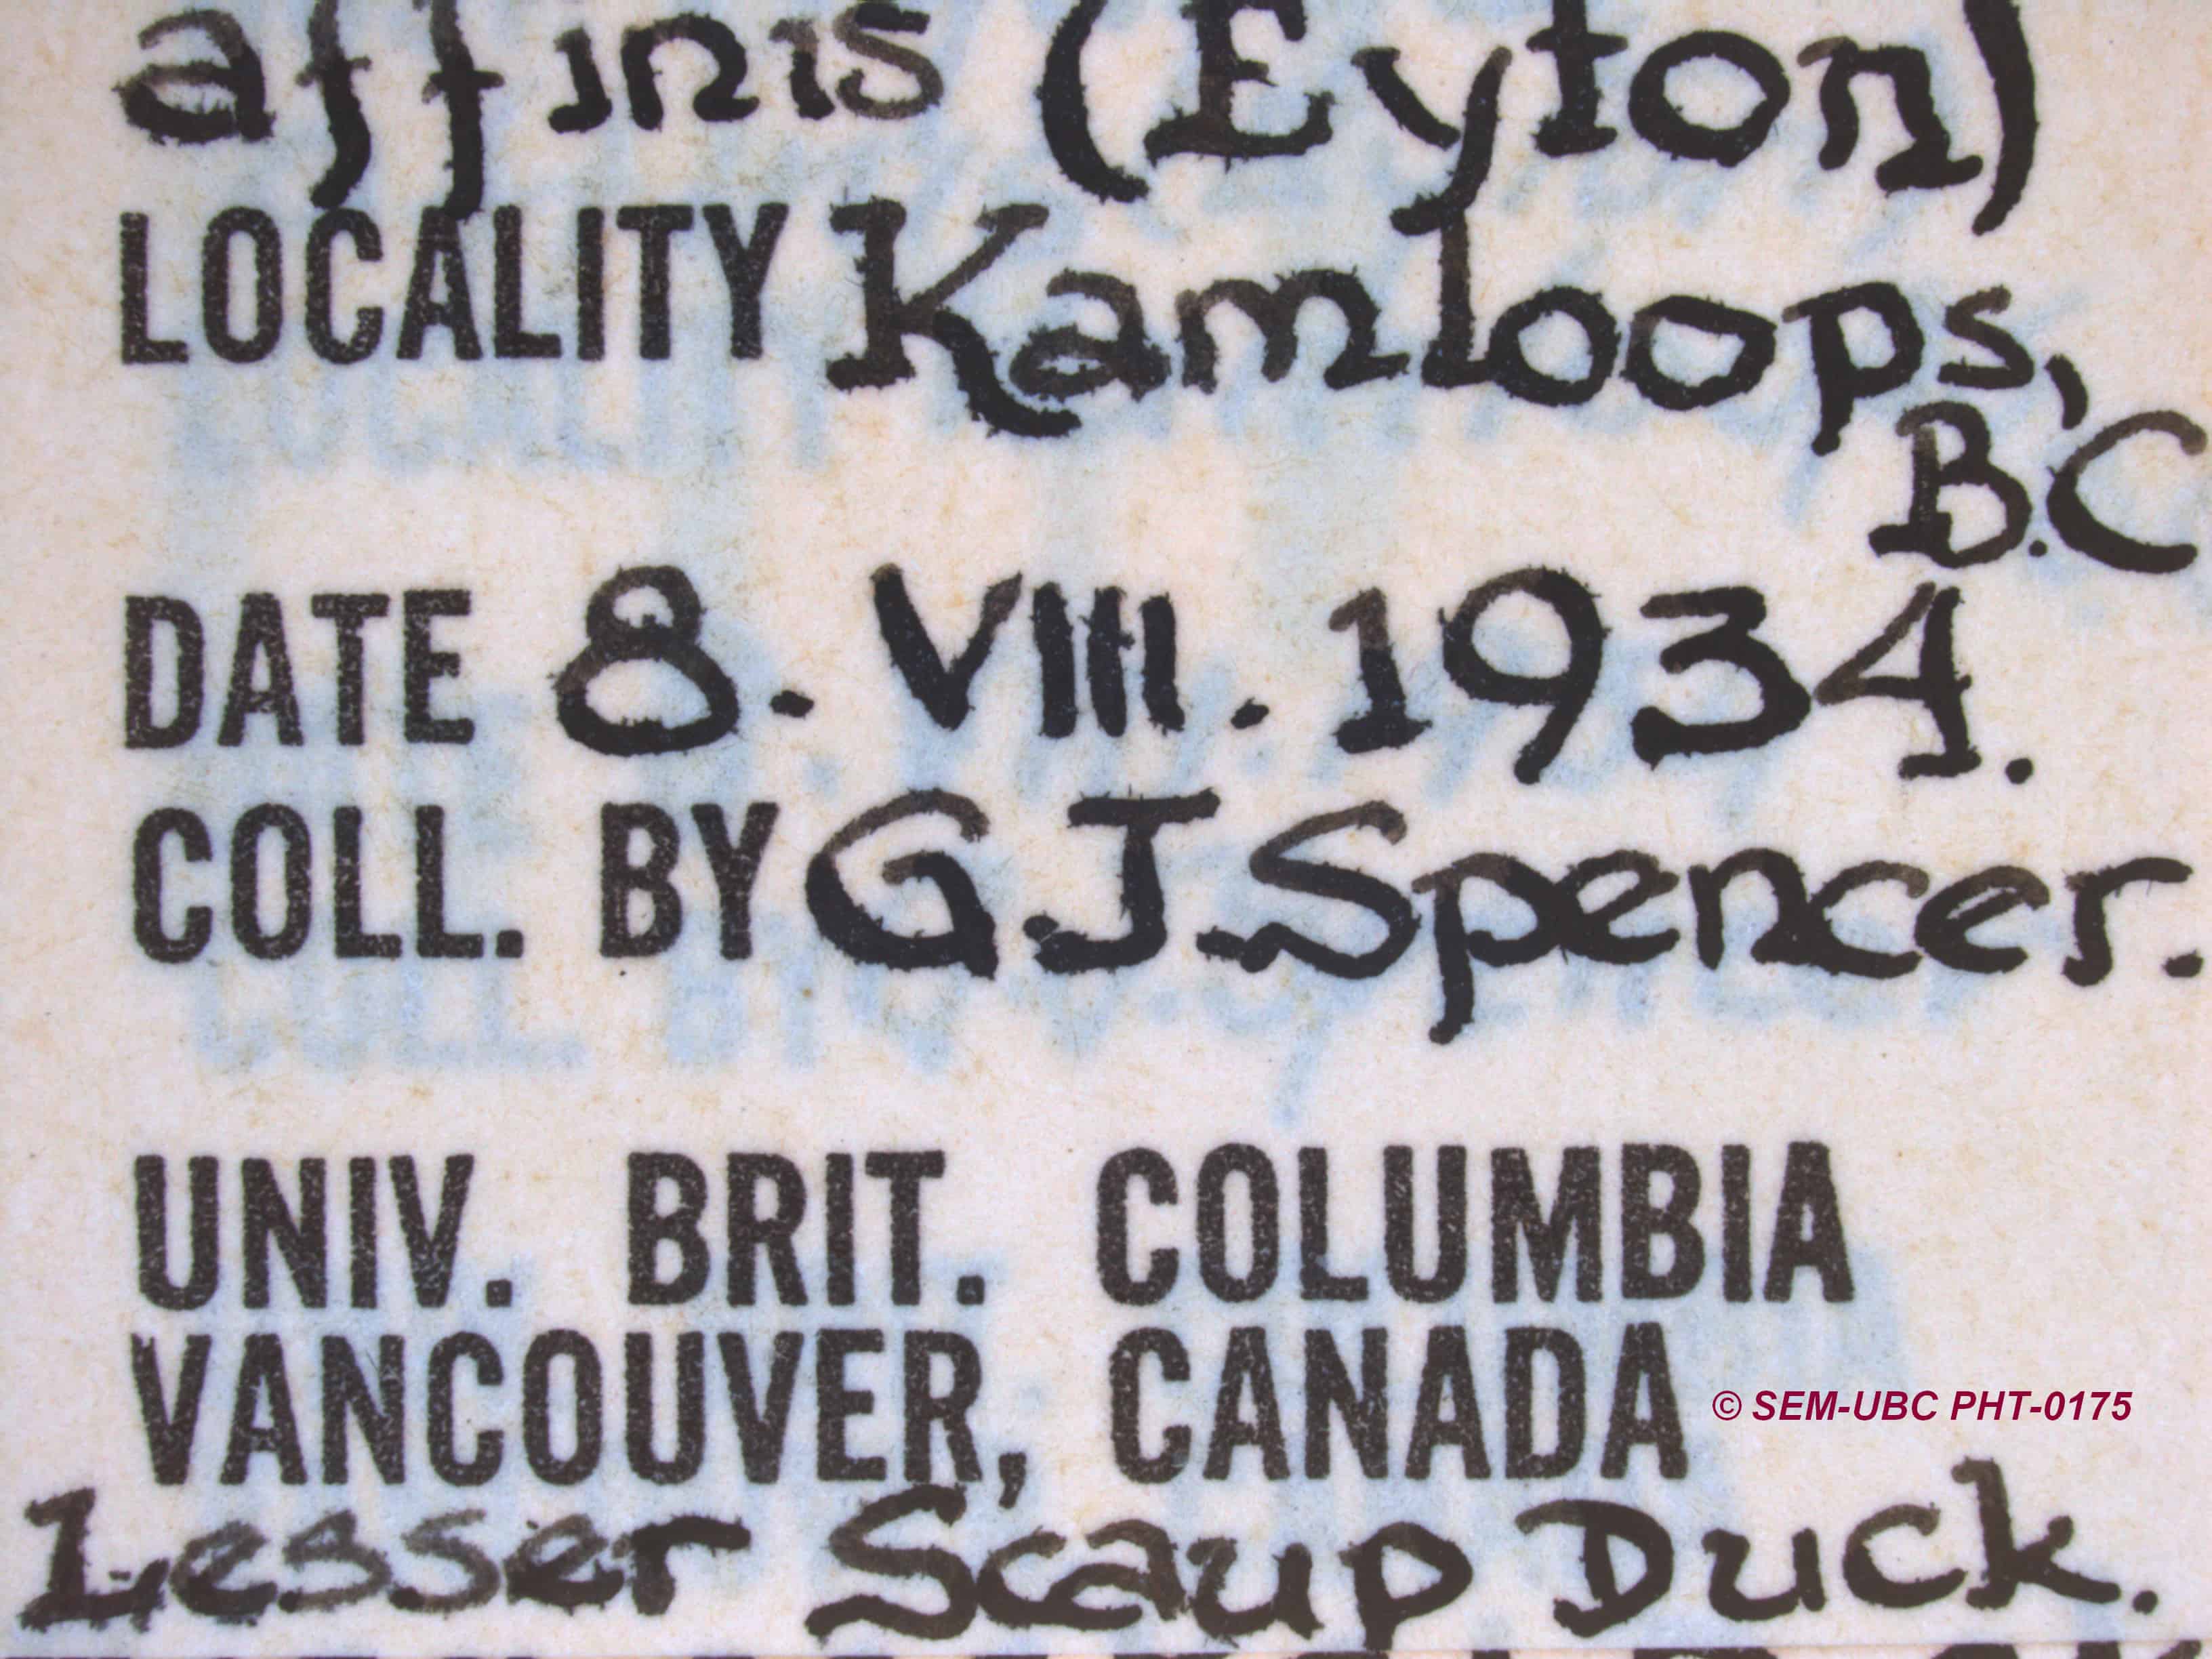 affinis (Eyton)
LOCALITY Kamloops,
B.C
DATE 8. VIII. 1934.
COLL. BY G.J.Spencer.
UNIV. BRIT. COLUMBIA
VANCOUVER, CANADA
© SEM-UBC PHT-0175
Lesser Scaup Duck.